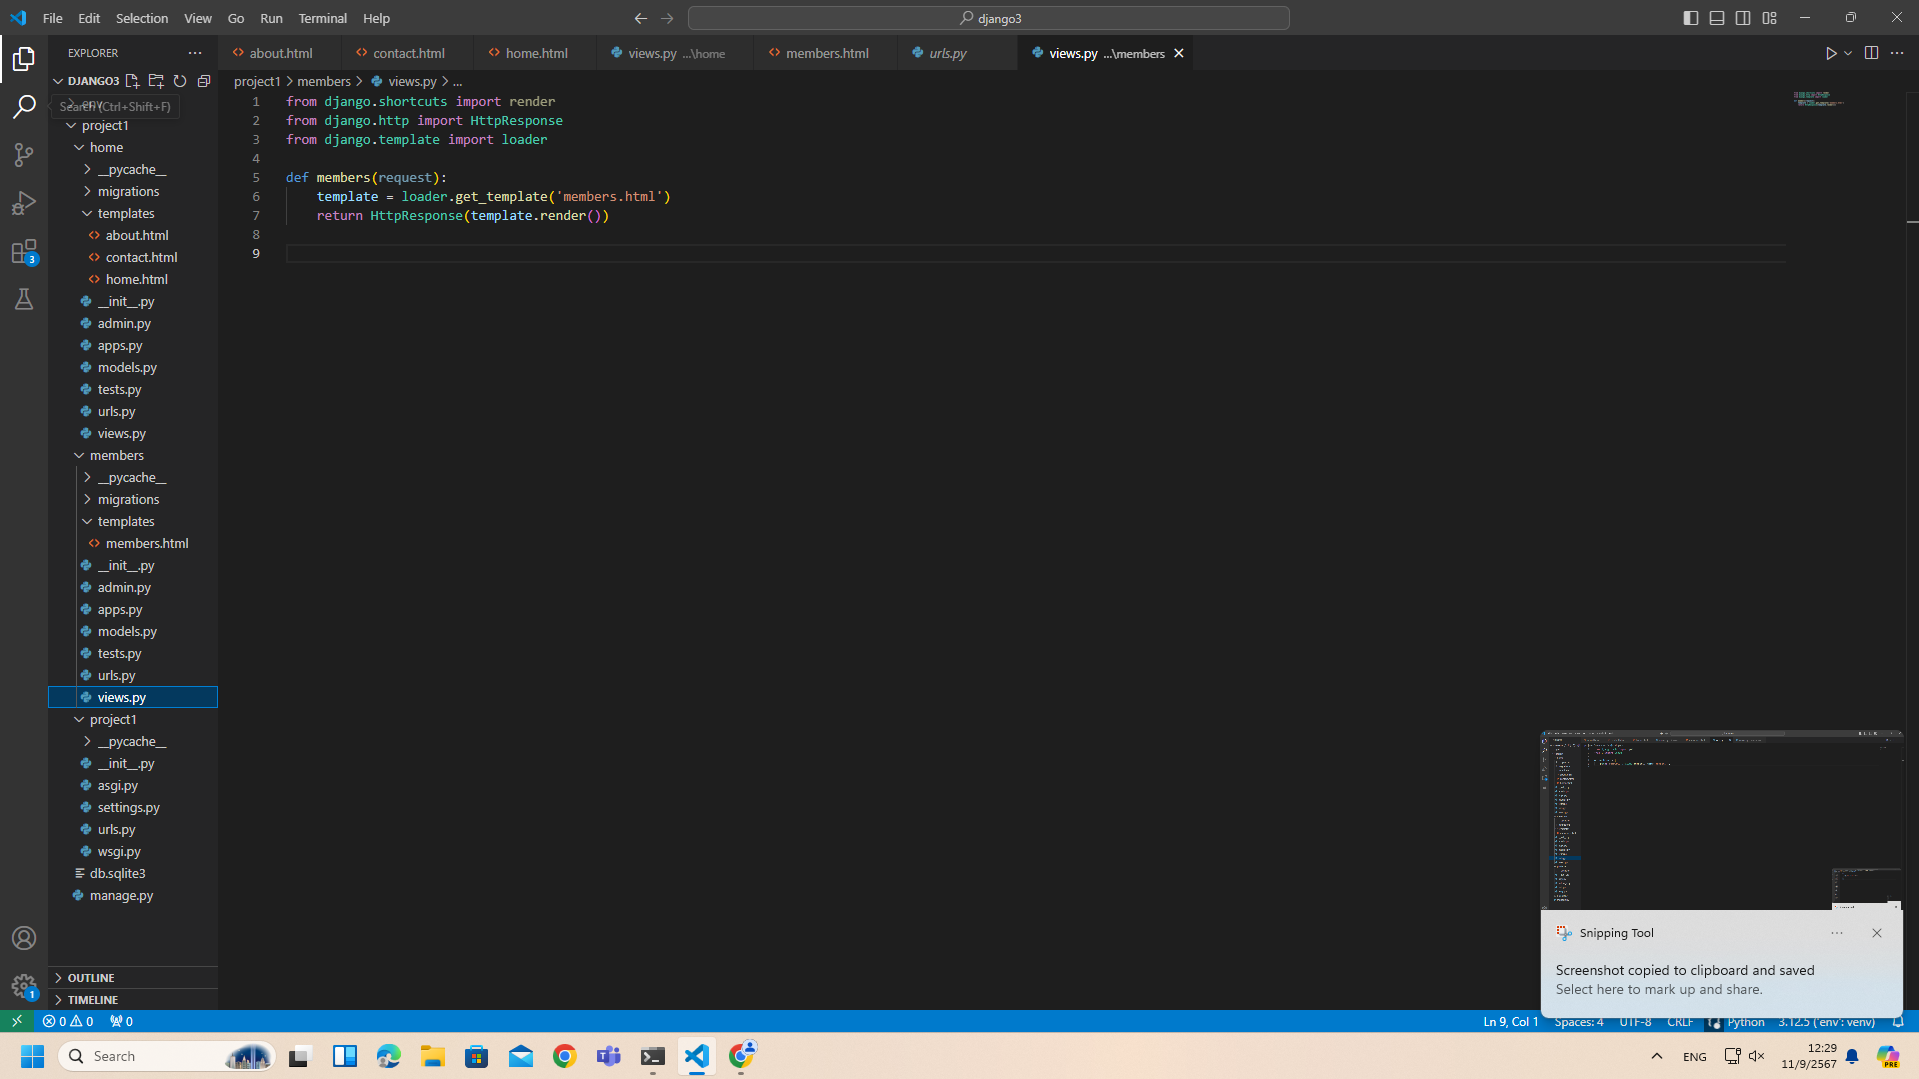 File Edit Selection View Go Run Terminal Help
django3
EXPLORER
about.html
contact.html
home.html
views.py ...\home
members.html
urls.py
views.py ...\members
DJANGO3
project1 > members > views.py > ...
Search (Ctrl+Shift+F)
project1
home
__pycache__
migrations
templates
about.html
contact.html
home.html
__init__.py
admin.py
apps.py
models.py
tests.py
urls.py
views.py
members
__pycache__
migrations
templates
members.html
__init__.py
admin.py
apps.py
models.py
tests.py
urls.py
views.py
project1
__pycache__
__init__.py
asgi.py
settings.py
urls.py
wsgi.py
db.sqlite3
manage.py
OUTLINE
TIMELINE
3
1
1 from django.shortcuts import render
2 from django.http import HttpResponse
3 from django.template import loader
4
5 def members(request):
6 template = loader.get_template('members.html')
7 return HttpResponse(template.render())
8
9
Snipping Tool
Screenshot copied to clipboard and saved
Select here to mark up and share.
0 0 0
Ln 9, Col 1 Spaces: 4 UTF-8 CRLF Python 3.12.5 ('env': venv)
Search
ENG
12:29
11/9/2567
PRE